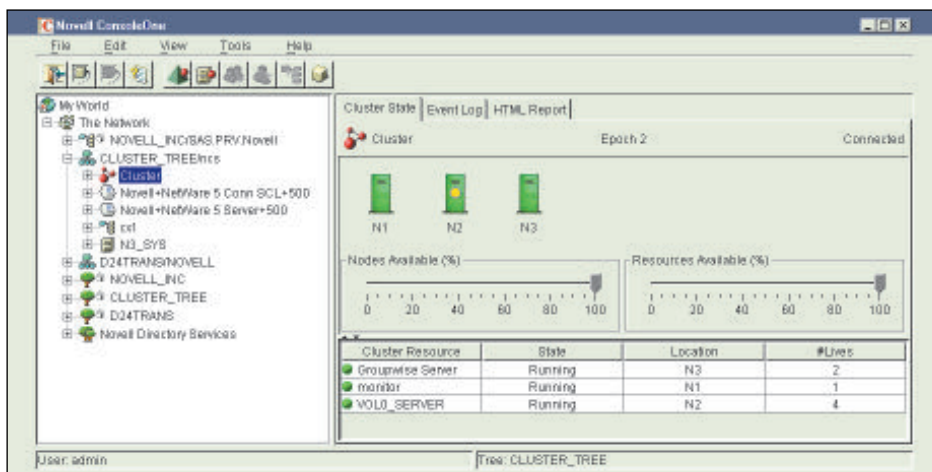 Novell ConsoleOne
File Edit View Tools Help
My World
The Network
NOVELL_INC/SAS.PRV.Novell
CLUSTER_TREE/ncs
Cluster
Novell+NetWare 5 Conn SCL+500
Novell+NetWare 5 Server+500
N3_SYS
D24TRANS/NOVELL
NOVELL_INC
CLUSTER_TREE
D24TRANS
Novell Directory Services
Cluster State Event Log HTML Report
Cluster Epoch 2 Connected
N1 N2 N3
Nodes Available (%)
0 20 40 60 80 100
Resources Available (%)
0 20 40 60 80 100
Cluster Resource State Location #Lives
Groupwise Server Running N3 2
monitor Running N1 1
VOL0_SERVER Running N2 4
User: admin Tree: CLUSTER_TREE